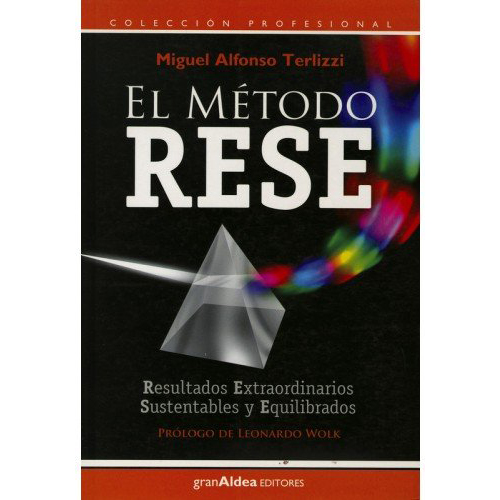 COLECCIÓN PROFESIONAL
Miguel Alfonso Terlizzi
EL MÉTODO
RESE
Resultados Extraordinarios
Sustentables y Equilibrados
PRÓLOGO DE LEONARDO WOLK
granAldea EDITORES